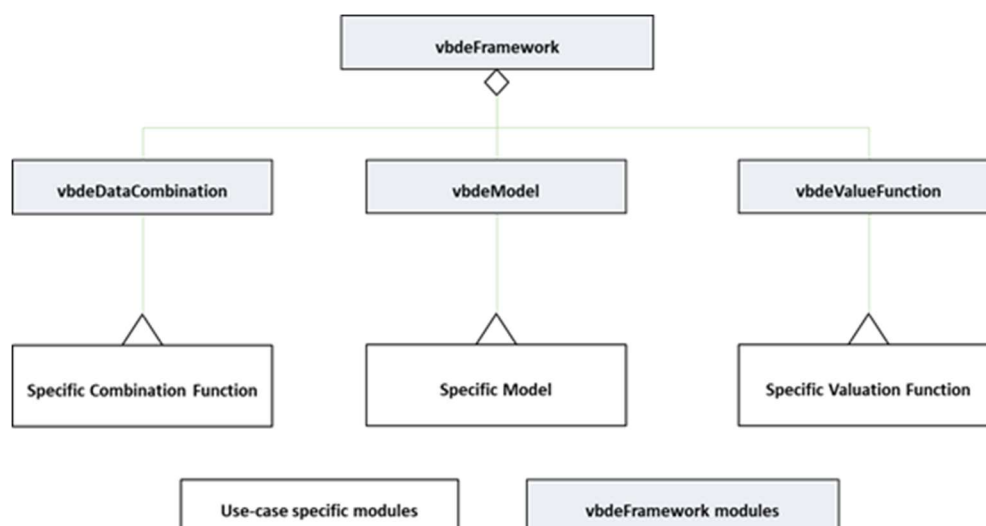 vbdeFramework
vbdeDataCombination
vbdeModel
vbdeValueFunction
Specific Combination Function
Specific Model
Specific Valuation Function
Use-case specific modules
vbdeFramework modules